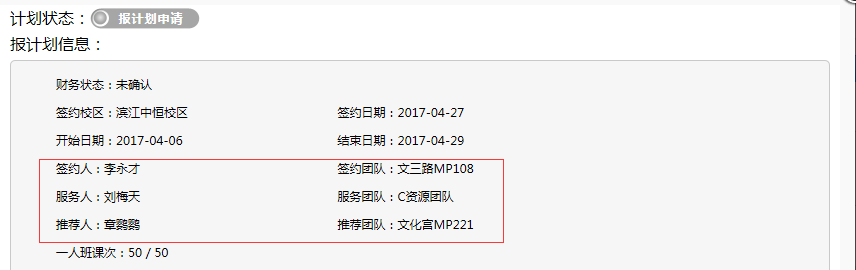 计划状态：报计划申请
报计划信息：
财务状态：未确认
签约校区：滨江中恒校区 签约日期：2017-04-27
开始日期：2017-04-06 结束日期：2017-04-29
签约人：李永才 签约团队：文三路MP108
服务人：刘梅天 服务团队：C资源团队
推荐人：章鹦鹦 推荐团队：文化宫MP221
一人班课次：50 / 50